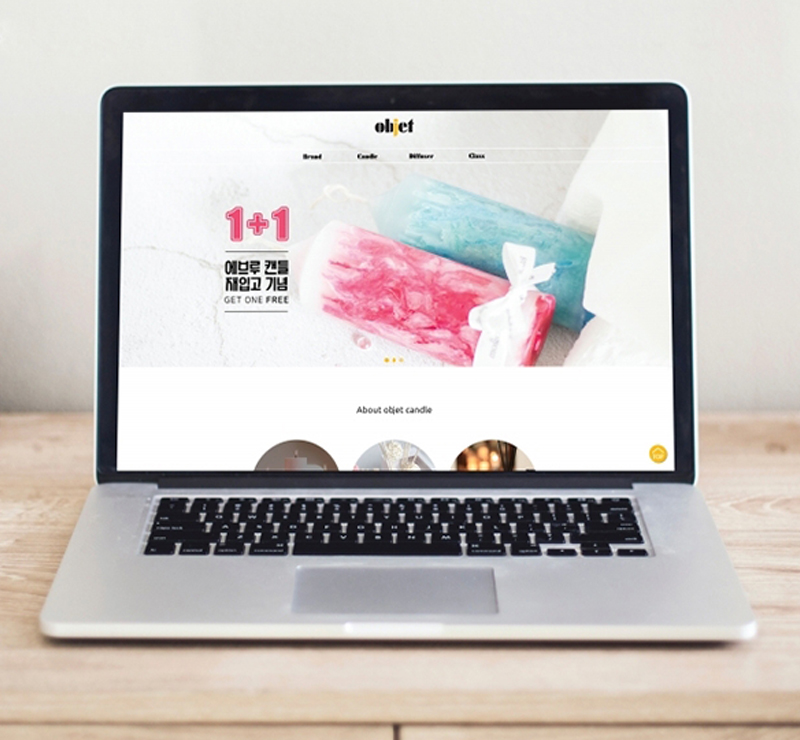 objet
Brand Candle Diffuser Class
1+1
에브루 캔들
재입고 기념
GET ONE FREE
About objet candle